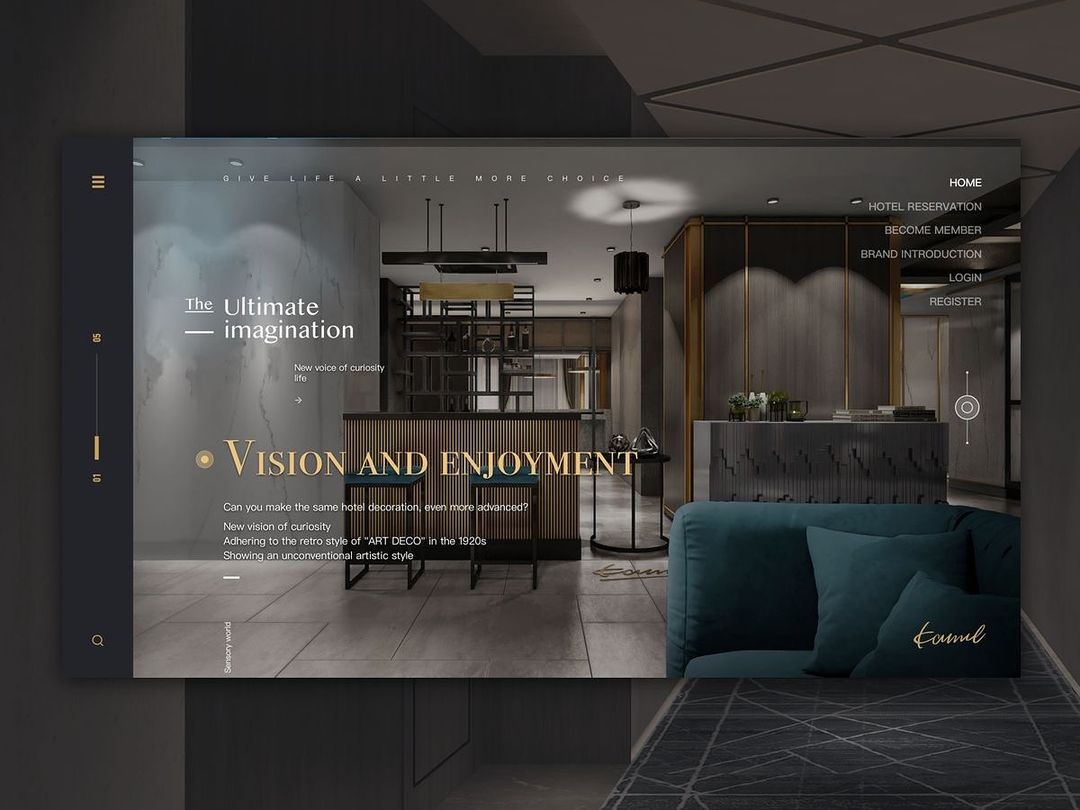 GIVE LIFE A LITTLE MORE CHOICE
HOME
HOTEL RESERVATION
BECOME MEMBER
BRAND INTRODUCTION
LOGIN
REGISTER
The Ultimate
imagination
New voice of curiosity
life
05
01
VISION AND ENJOYMENT
Can you make the same hotel decoration, even more advanced?
New vision of curiosity
Adhering to the retro style of "ART DECO" in the 1920s
Showing an unconventional artistic style
Sensory world